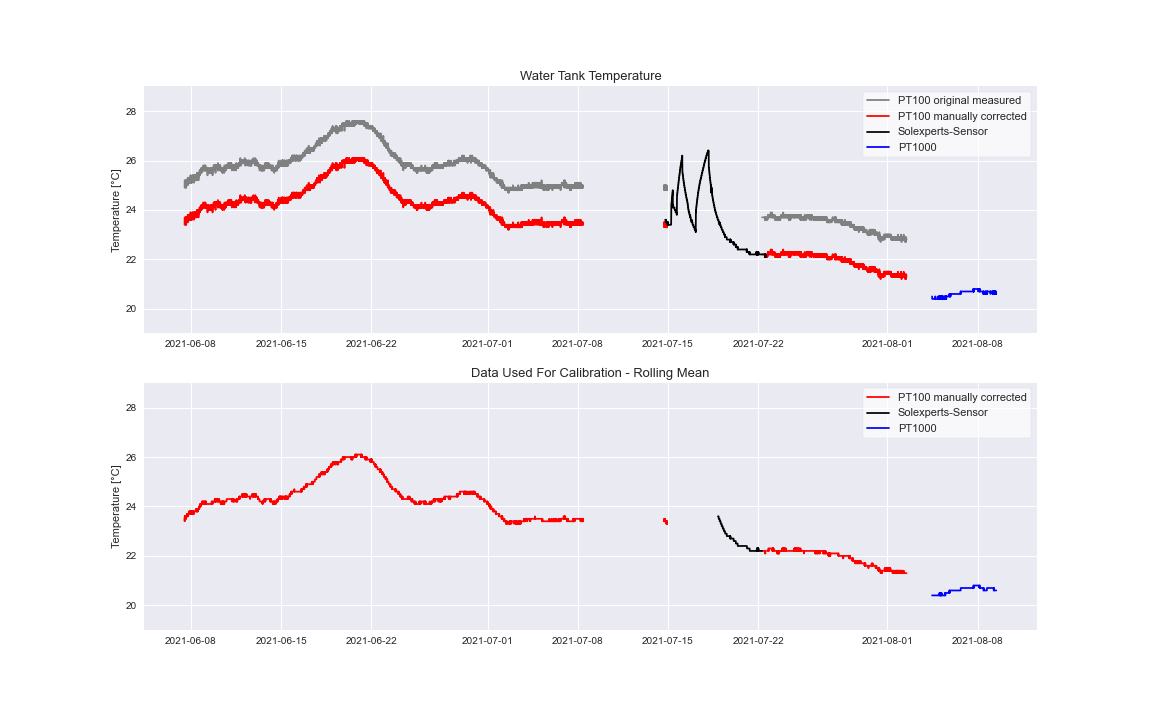 Water Tank Temperature
28
26
24
22
20
Temperature [°C]
PT100 original measured
PT100 manually corrected
Solexperts-Sensor
PT1000
2021-06-08 2021-06-15 2021-06-22 2021-07-01 2021-07-08 2021-07-15 2021-07-22 2021-08-01 2021-08-08
Data Used For Calibration - Rolling Mean
28
26
24
22
20
Temperature [°C]
PT100 manually corrected
Solexperts-Sensor
PT1000
2021-06-08 2021-06-15 2021-06-22 2021-07-01 2021-07-08 2021-07-15 2021-07-22 2021-08-01 2021-08-08